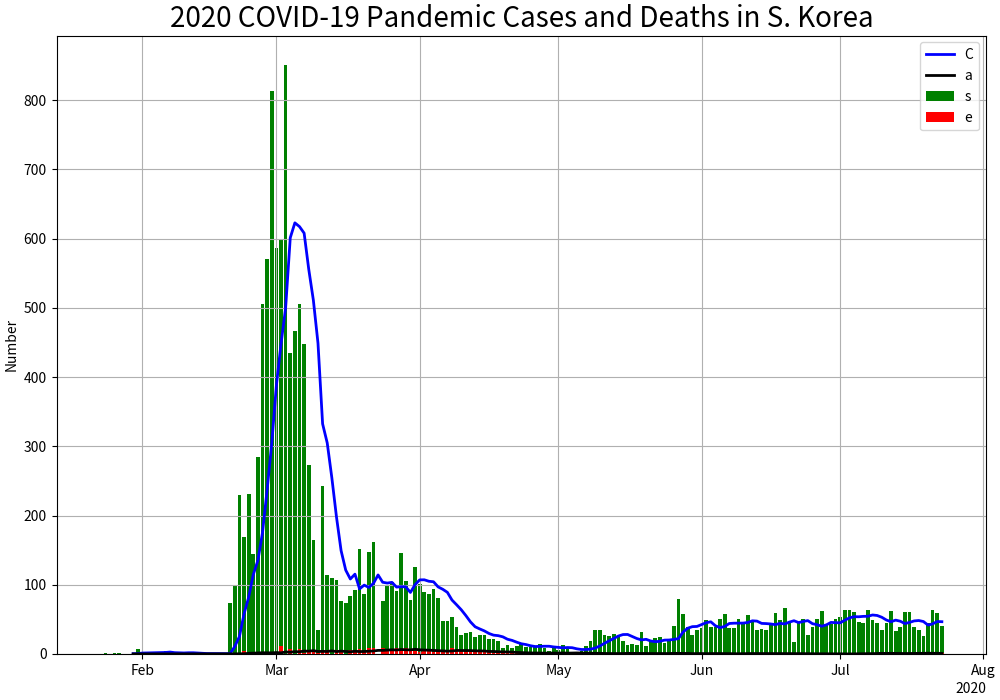 2020 COVID-19 Pandemic Cases and Deaths in S. Korea
C
a
s
e
800
700
600
500
400
300
200
100
0
Number
Feb Mar Apr May Jun Jul Aug
2020